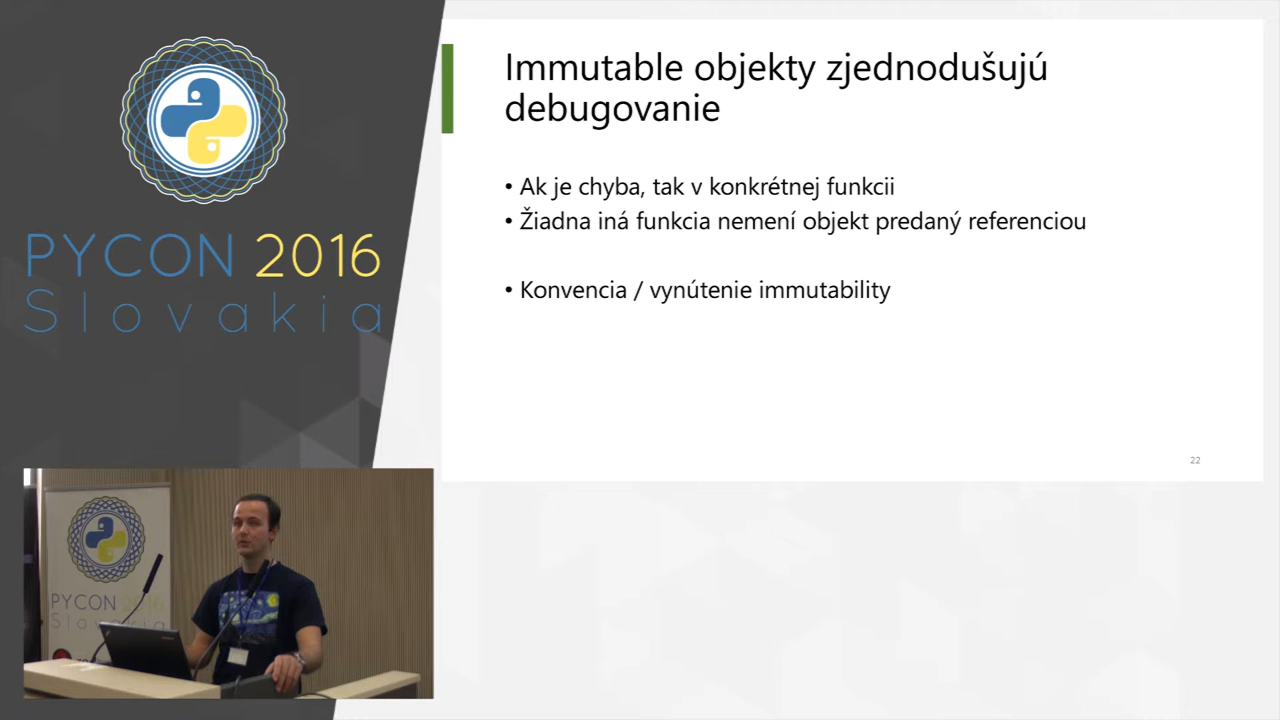 PYCON 2016
Slovakia
Immutable objekty zjednodušujú
debugovanie
• Ak je chyba, tak v konkrétnej funkcii
• Žiadna iná funkcia nemení objekt predaný referenciou
• Konvencia / vynútenie immutability
22
PYCON 2016
Slovakia